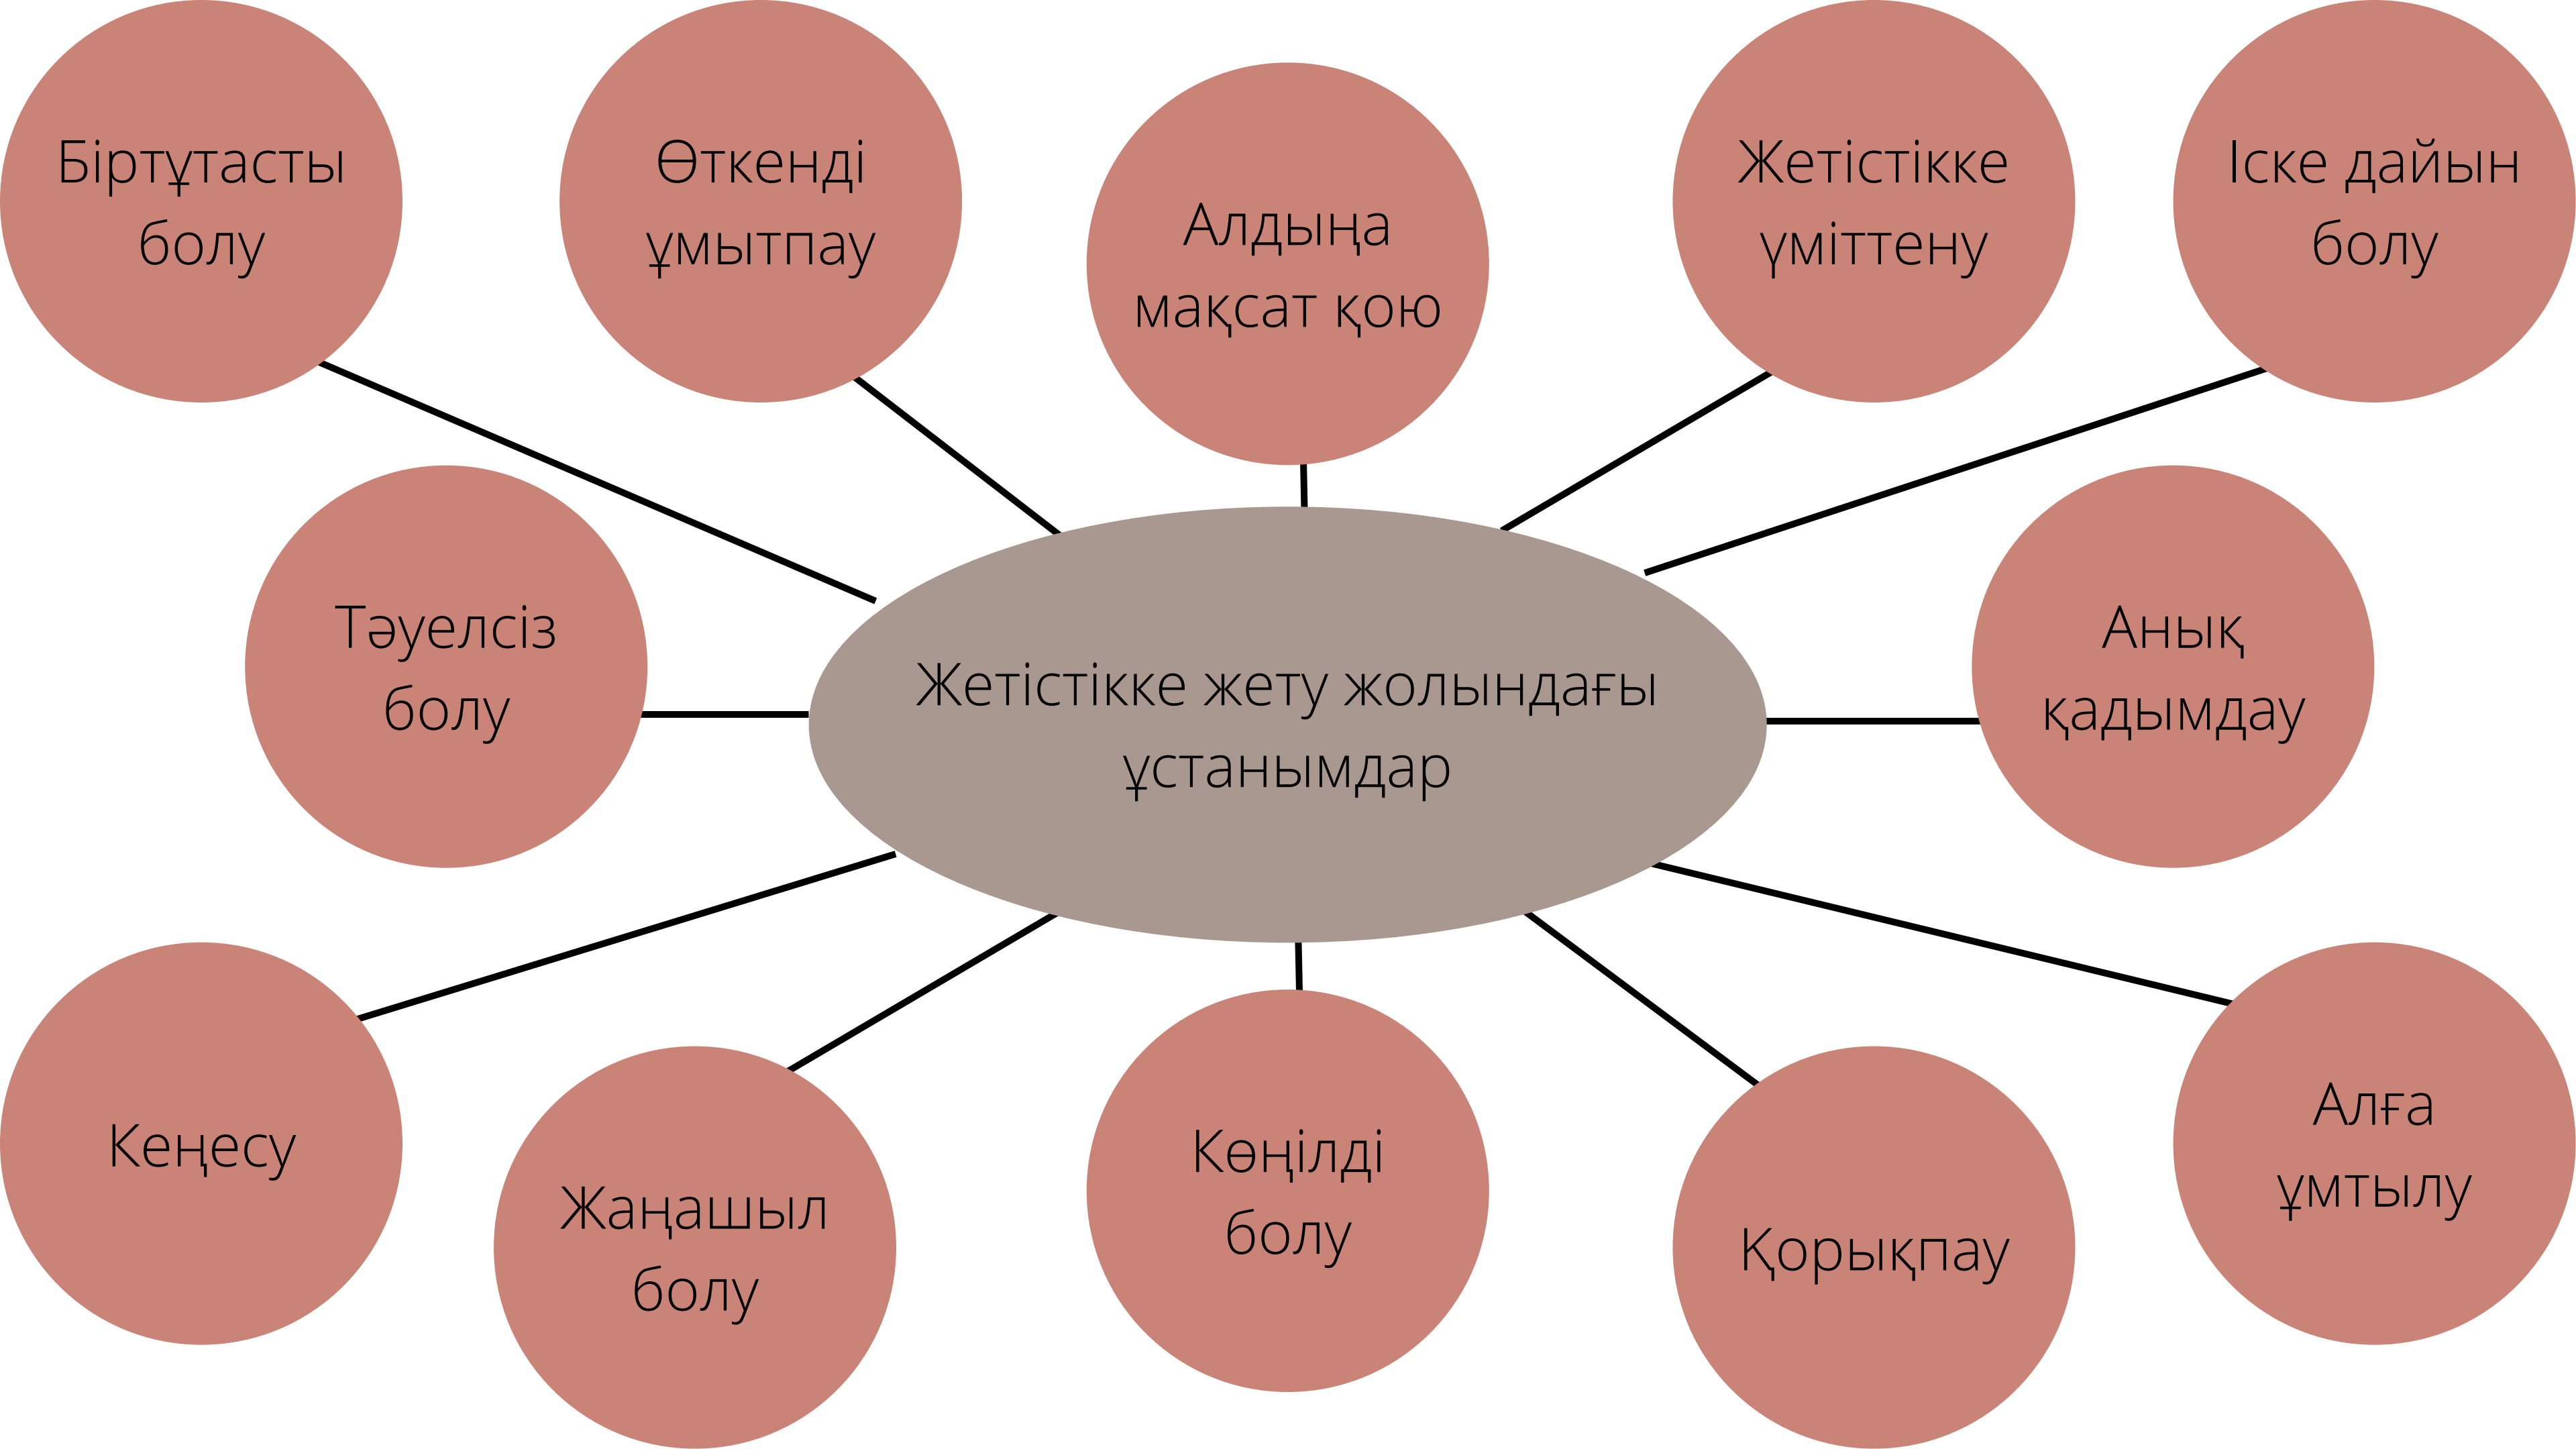 Біртұтасты
болу
Өткенді
ұмытпау
Алдыңа
мақсат қою
Жетістікке
үміттену
Іске дайын
болу
Тәуелсіз
болу
Жетістікке жету жолындағы
ұстанымдар
Анық
қадымдау
Кеңесу
Жаңашыл
болу
Көңілді
болу
Қорықпау
Алға
ұмтылу